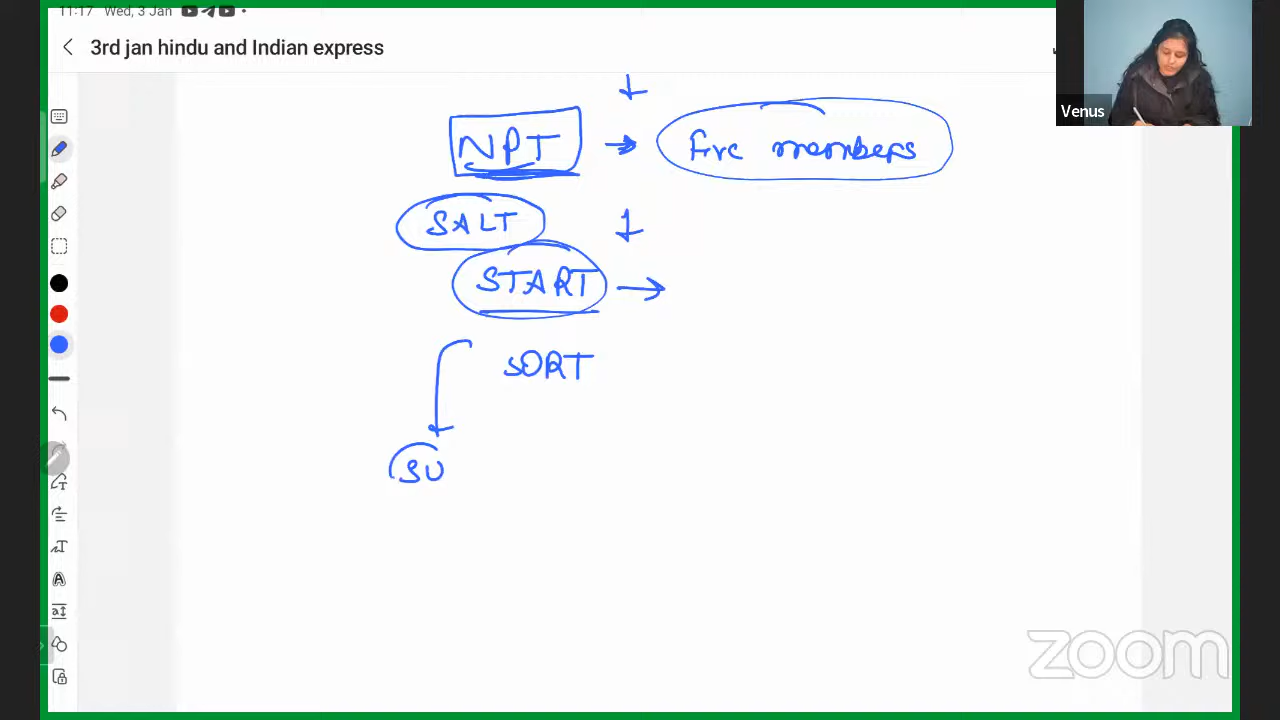 11:17 Wed, 3 Jan
3rd jan hindu and Indian express
Venus
NPT → Five members
SALT
START →
SORT
SU
zoom